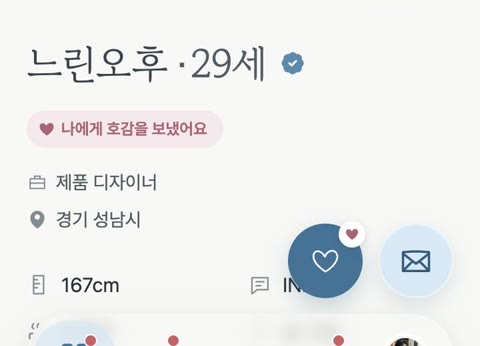 느린오후 · 29세
나에게 호감을 보냈어요
제품 디자이너
경기 성남시
167cm
IN